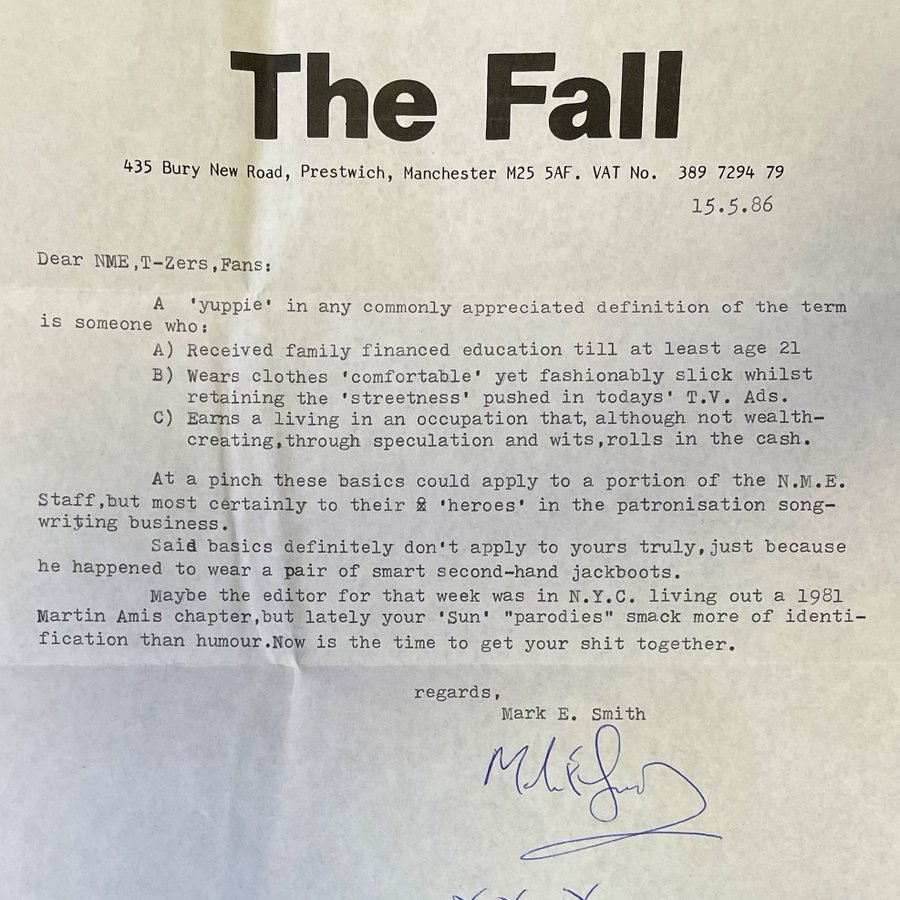 The Fall
435 Bury New Road, Prestwich, Manchester M25 5AF. VAT No. 389 7294 79
15.5.86
Dear NME,T-Zers,Fans:
A 'yuppie' in any commonly appreciated definition of the term
is someone who:
A) Received family financed education till at least age 21
B) Wears clothes 'comfortable' yet fashionably slick whilst
retaining the 'streetness' pushed in todays' T.V. Ads.
C) Earns a living in an occupation that, although not wealth-
creating,through speculation and wits,rolls in the cash.
At a pinch these basics could apply to a portion of the N.M.E.
Staff,but most certainly to their 'heroes' in the patronisation song-
writing business.
Said basics definitely don't apply to yours truly,just because
he happened to wear a pair of smart second-hand jackboots.
Maybe the editor for that week was in N.Y.C. living out a 1981
Martin Amis chapter,but lately your 'Sun' "parodies" smack more of identi-
fication than humour.Now is the time to get your shit together.
regards,
Mark E. Smith